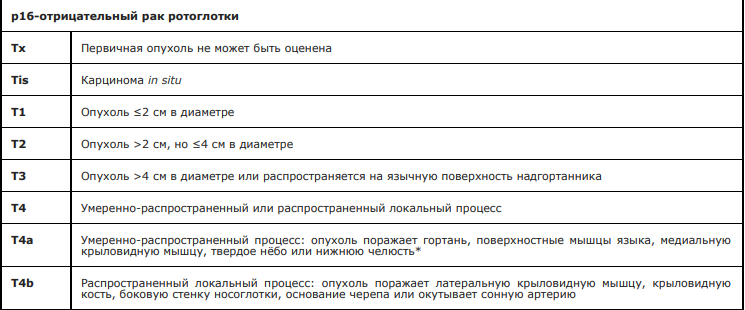 p16-отрицательный рак ротоглотки
Tx Первичная опухоль не может быть оценена
Tis Карцинома in situ
T1 Опухоль ≤2 см в диаметре
T2 Опухоль >2 см, но ≤4 см в диаметре
T3 Опухоль >4 см в диаметре или распространяется на язычную поверхность надгортанника
T4 Умеренно-распространенный или распространенный локальный процесс
T4a Умеренно-распространенный процесс: опухоль поражает гортань, поверхностные мышцы языка, медиальную
крыловидную мышцу, твердое нёбо или нижнюю челюсть*
T4b Распространенный локальный процесс: опухоль поражает латеральную крыловидную мышцу, крыловидную
кость, боковую стенку носоглотки, основание черепа или окутывает сонную артерию